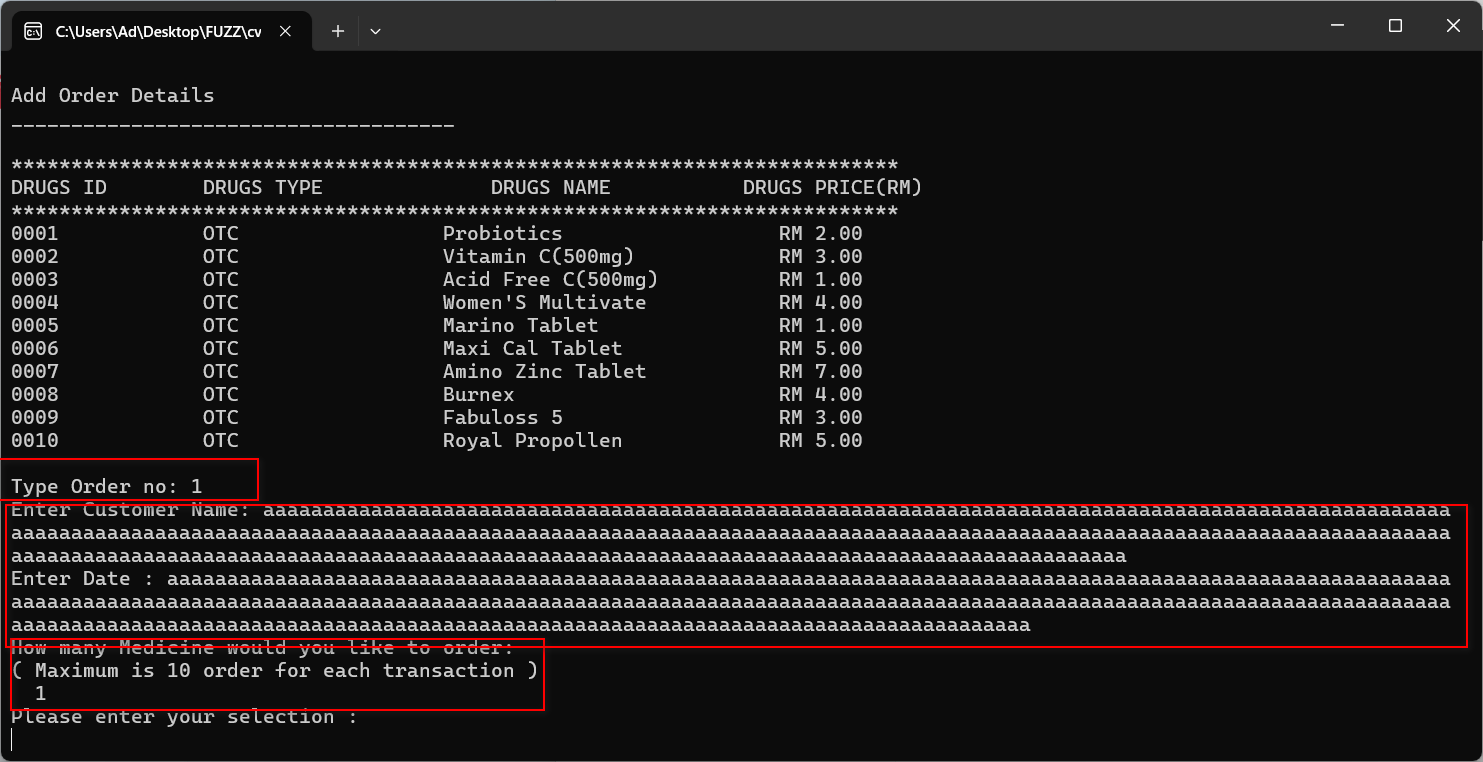 C:\Users\Ad\Desktop\FUZZ\cv
Add Order Details
-------------------------------------
**************************************************************************
DRUGS ID        DRUGS TYPE              DRUGS NAME           DRUGS PRICE(RM)
**************************************************************************
0001            OTC                 Probiotics                  RM 2.00
0002            OTC                 Vitamin C(500mg)            RM 3.00
0003            OTC                 Acid Free C(500mg)          RM 1.00
0004            OTC                 Women'S Multivate           RM 4.00
0005            OTC                 Marino Tablet               RM 1.00
0006            OTC                 Maxi Cal Tablet             RM 5.00
0007            OTC                 Amino Zinc Tablet           RM 7.00
0008            OTC                 Burnex                      RM 4.00
0009            OTC                 Fabuloss 5                  RM 3.00
0010            OTC                 Royal Propollen             RM 5.00
Type Order no: 1
Enter Customer Name: aaaaaaaaaaaaaaaaaaaaaaaaaaaaaaaaaaaaaaaaaaaaaaaaaaaaaaaaaaaaaaaaaaaaaaaaaaaaaaaaaaaaaaaaaaaaaaaaaaa
aaaaaaaaaaaaaaaaaaaaaaaaaaaaaaaaaaaaaaaaaaaaaaaaaaaaaaaaaaaaaaaaaaaaaaaaaaaaaaaaaaaaaaaaaaaaaaaaaaaaaaaaaaaaaaaaaaaaaaaa
aaaaaaaaaaaaaaaaaaaaaaaaaaaaaaaaaaaaaaaaaaaaaaaaaaaaaaaaaaaaaaaaaaaaaaaaaaaaaaaaaaaaaaaaaaaaa
Enter Date : aaaaaaaaaaaaaaaaaaaaaaaaaaaaaaaaaaaaaaaaaaaaaaaaaaaaaaaaaaaaaaaaaaaaaaaaaaaaaaaaaaaaaaaaaaaaaaaaaaaaaaaaaaa
aaaaaaaaaaaaaaaaaaaaaaaaaaaaaaaaaaaaaaaaaaaaaaaaaaaaaaaaaaaaaaaaaaaaaaaaaaaaaaaaaaaaaaaaaaaaaaaaaaaaaaaaaaaaaaaaaaaaaaaa
aaaaaaaaaaaaaaaaaaaaaaaaaaaaaaaaaaaaaaaaaaaaaaaaaaaaaaaaaaaaaaaaaaaaaaaaaaaaaaaaaaaaa
How many Medicine would you like to order:
( Maximum is 10 order for each transaction )
  1
Please enter your selection :